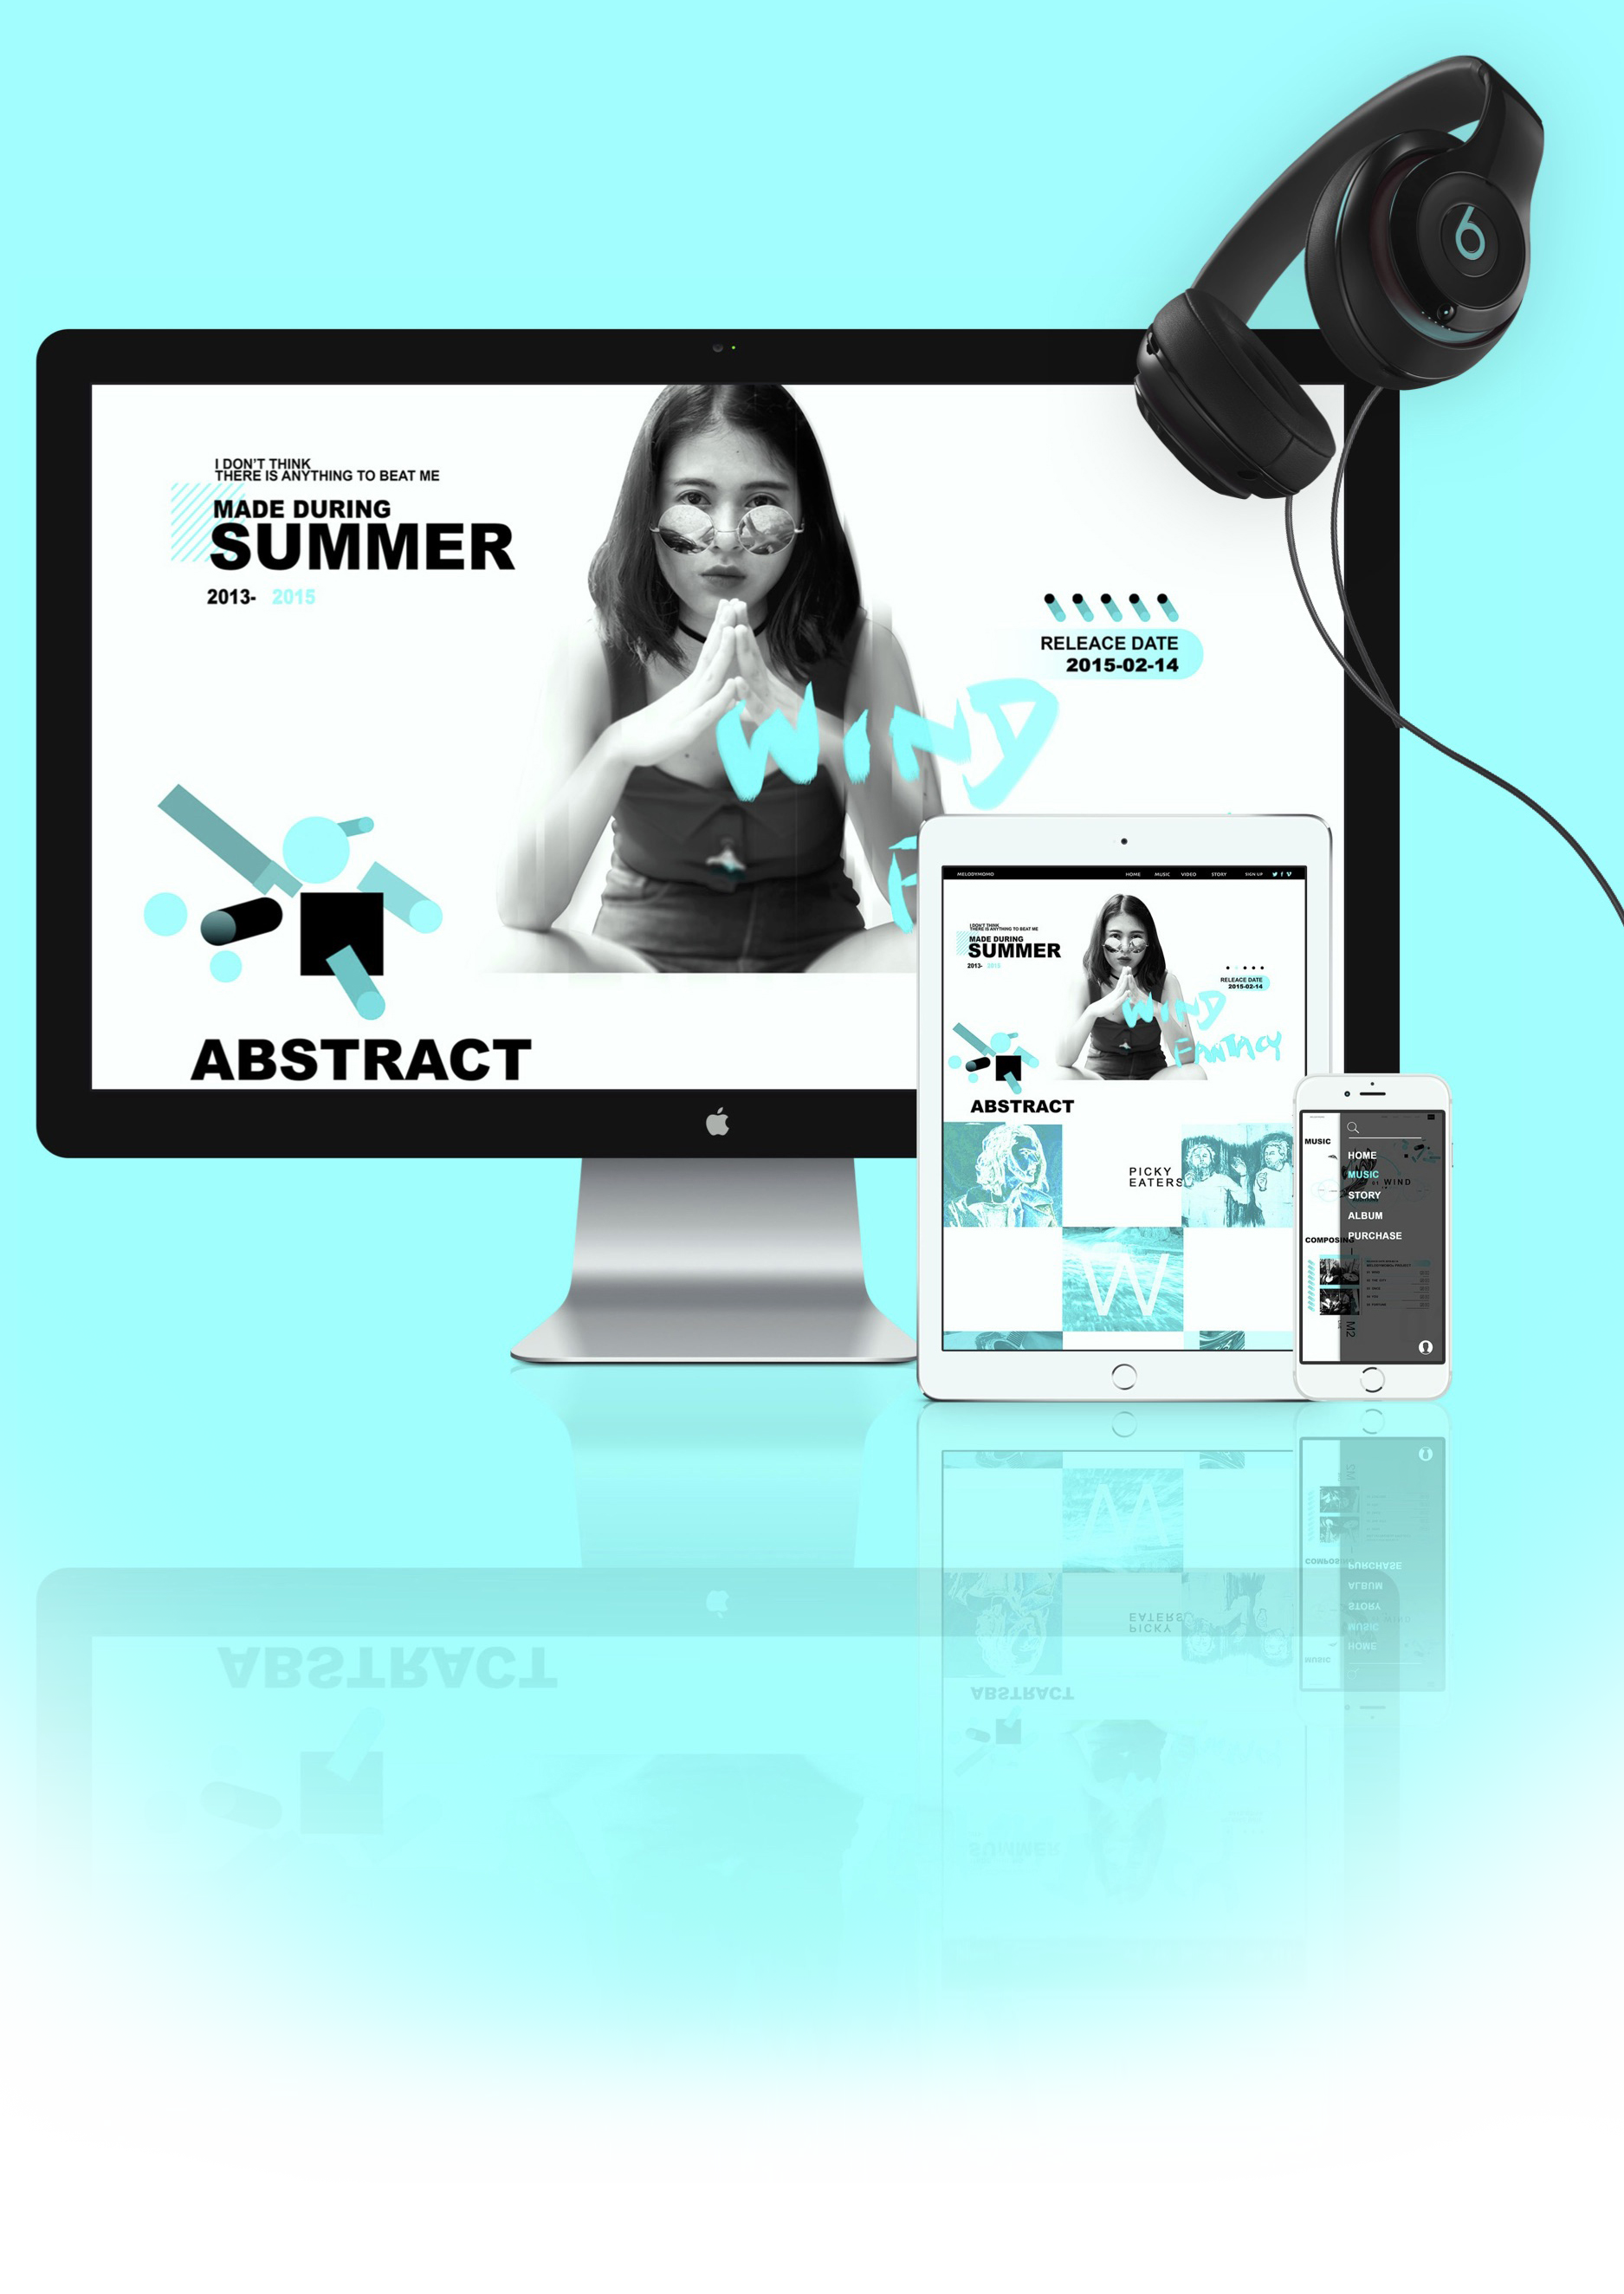 I DON'T THINK
THERE IS ANYTHING TO BEAT ME
MADE DURING
SUMMER
2013- 2015
RELEACE DATE
2015-02-14
WIND
F
ABSTRACT
MELODYMOMO
HOME MUSIC VIDEO STORY SIGN UP
I DON'T THINK
THERE IS ANYTHING TO BEAT ME
MADE DURING
SUMMER
2013- 2015
RELEACE DATE
2015-02-14
WIND
FANTACY
ABSTRACT
PICKY
EATERS
W
MUSIC
HOME
MUSIC
WIND
STORY
ALBUM
PURCHASE
COMPOSING
M2